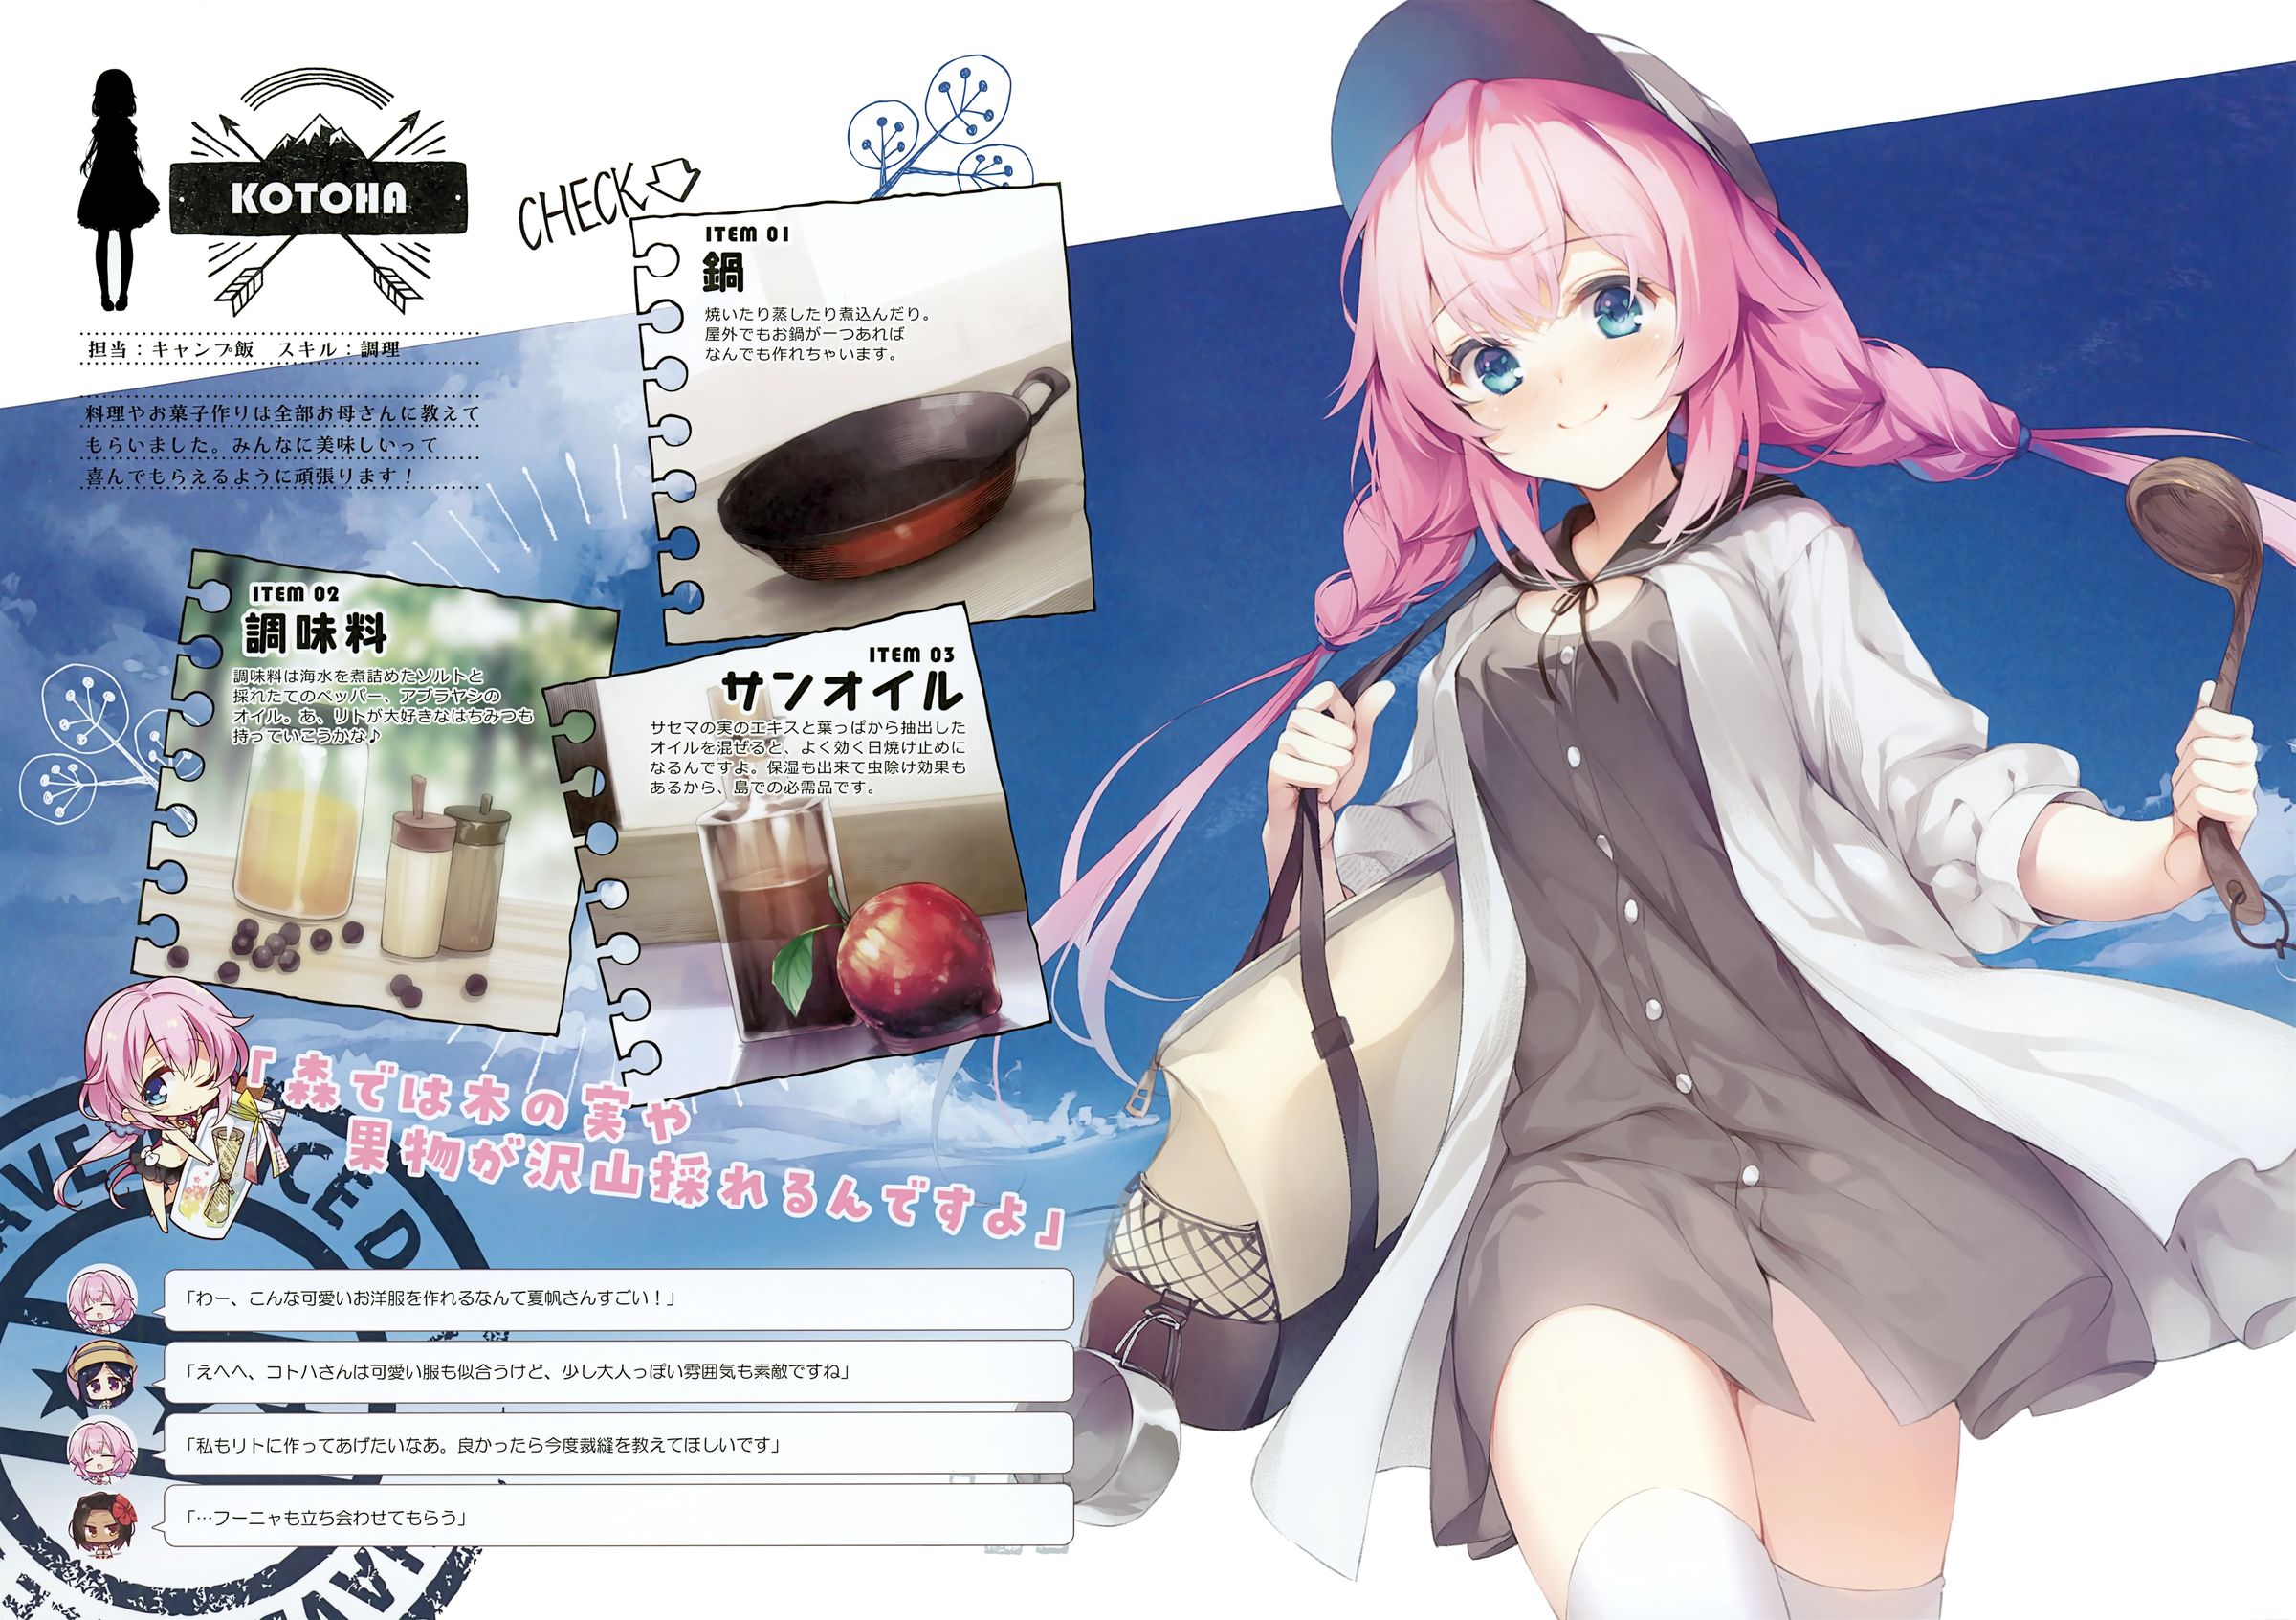 KOTOHA
担当：キャンプ飯　スキル：調理
料理やお菓子作りは全部お母さんに教えて
もらいました。みんなに美味しいって
喜んでもらえるように頑張ります！
CHECK
ITEM 01
鍋
焼いたり蒸したり煮込んだり。
屋外でもお鍋が一つあれば
なんでも作れちゃいます。
ITEM 02
調味料
調味料は海水を煮詰めたソルトと
採れたてのペッパー、アブラヤシの
オイル。あ、リトが大好きなはちみつも
持っていこうかな♪
ITEM 03
サンオイル
サセマの実のエキスと葉っぱから抽出した
オイルを混ぜると、よく効く日焼け止めに
なるんですよ。保湿も出来て虫除け効果も
あるから、島での必需品です。
「森では木の実や
果物が沢山採れるんですよ」
「わー、こんな可愛いお洋服を作れるなんて夏帆さんすごい！」
「えへへ、コトハさんは可愛い服も似合うけど、少し大人っぽい雰囲気も素敵ですね」
「私もリトに作ってあげたいなあ。良かったら今度裁縫を教えてほしいです」
「…フーニャも立ち会わせてもらう」